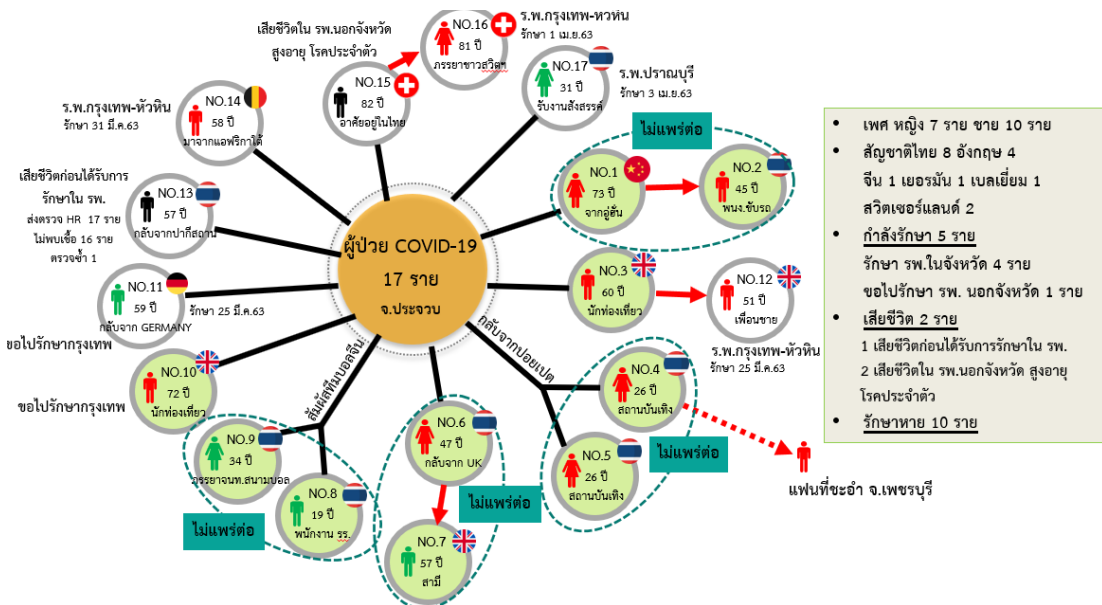 เสียชีวิตใน รพ.นอกจังหวัด
สูงอายุ โรคประจำตัว
NO.16
81 ปี
ภรรยาชาวสวิตฯ
ร.พ.กรุงเทพ-หัวหิน
รักษา 1 เม.ย.63
NO.15
82 ปี
อาศัยอยู่ในไทย
NO.17
31 ปี
รับงานสังสรรค์
ร.พ.ปราณบุรี
รักษา 3 เม.ย.63
ร.พ.กรุงเทพ-หัวหิน
รักษา 31 มี.ค.63
NO.14
58 ปี
มาจากแอฟริกาใต้
เสียชีวิตก่อนได้รับการ
รักษาใน รพ.
ส่งตรวจ HR 17 ราย
ไม่พบเชื้อ 16 ราย
ตรวจซ้ำ 1
NO.13
57 ปี
กลับจากปากีสถาน
ผู้ป่วย COVID-19
17 ราย
จ.ประจวบ
ไม่แพร่ต่อ
NO.1
73 ปี
จากอู่ฮั่น
NO.2
45 ปี
พนง.ขับรถ
NO.11
59 ปี
กลับจาก GERMANY
รักษา 25 มี.ค.63
ขอไปรักษากรุงเทพ
NO.3
60 ปี
นักท่องเที่ยว
NO.12
51 ปี
เพื่อนชาย
ร.พ.กรุงเทพ-หัวหิน
รักษา 25 มี.ค.63
NO.10
72 ปี
นักท่องเที่ยว
ขอไปรักษากรุงเทพ
สัมผัสทีมบอลจีน
กลับจากปอยเปต
NO.4
26 ปี
สถานบันเทิง
NO.5
26 ปี
สถานบันเทิง
ไม่แพร่ต่อ
แฟนที่ชะอำ จ.เพชรบุรี
NO.9
34 ปี
ภรรยาจนท.สนามบอล
NO.8
19 ปี
พนักงาน รร.
ไม่แพร่ต่อ
NO.6
47 ปี
กลับจาก UK
ไม่แพร่ต่อ
NO.7
57 ปี
สามี
• เพศ หญิง 7 ราย ชาย 10 ราย
• สัญชาติไทย 8 อังกฤษ 4
จีน 1 เยอรมัน 1 เบลเยี่ยม 1
สวิตเซอร์แลนด์ 2
• กำลังรักษา 5 ราย
รักษา รพ.ในจังหวัด 4 ราย
ขอไปรักษา รพ. นอกจังหวัด 1 ราย
• เสียชีวิต 2 ราย
1 เสียชีวิตก่อนได้รับการรักษาใน รพ.
2 เสียชีวิตใน รพ.นอกจังหวัด สูงอายุ
โรคประจำตัว
• รักษาหาย 10 ราย